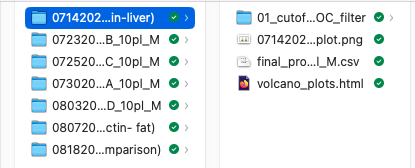 0714202...in-liver)
072320...B_10pl_M
072520...C_10pl_M
073020...A_10pl_M
080320...D_10pl_M
080720...ctin- fat)
081820...mparison)
01_cutof...OC_filter
0714202...plot.png
final_pro...l_M.csv
volcano_plots.html